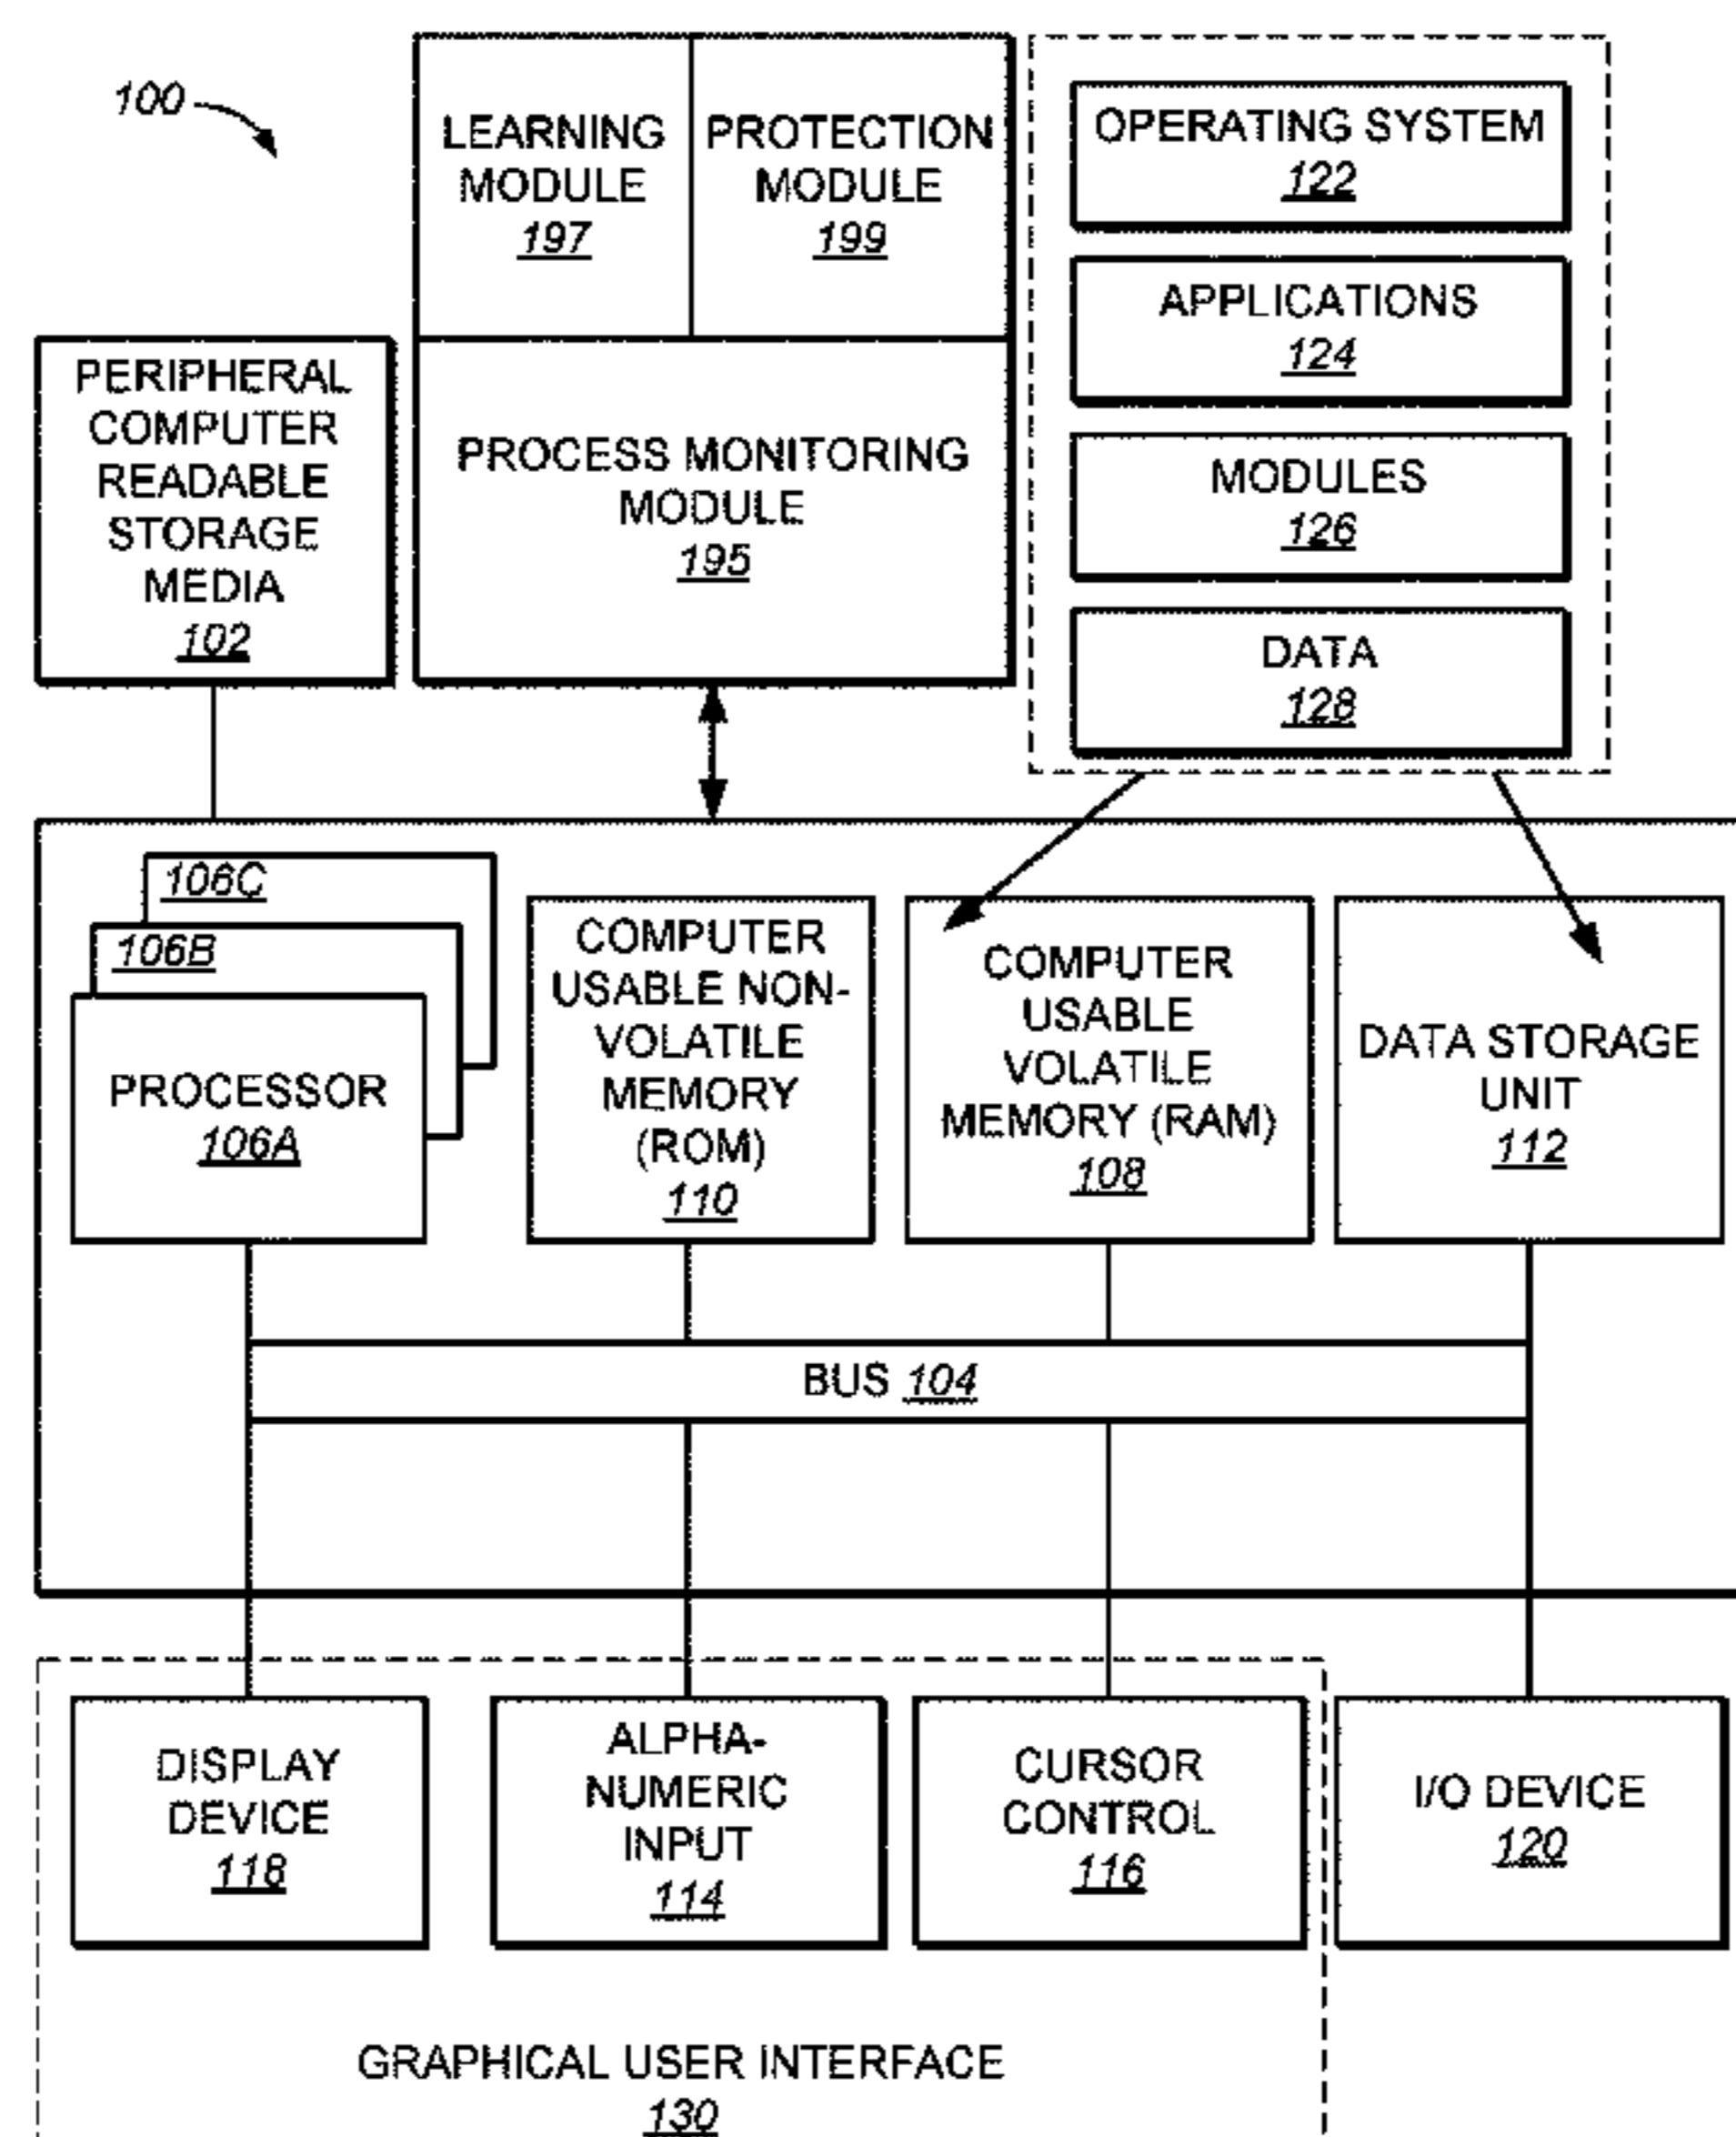 100
LEARNING
MODULE
197
PROTECTION
MODULE
199
OPERATING SYSTEM
122
APPLICATIONS
124
MODULES
126
DATA
128
PERIPHERAL
COMPUTER
READABLE
STORAGE
MEDIA
102
PROCESS MONITORING
MODULE
195
106C
106B
PROCESSOR
106A
COMPUTER
USABLE NON-
VOLATILE
MEMORY
(ROM)
110
COMPUTER
USABLE
VOLATILE
MEMORY (RAM)
108
DATA STORAGE
UNIT
112
BUS 104
DISPLAY
DEVICE
118
ALPHA-
NUMERIC
INPUT
114
CURSOR
CONTROL
116
I/O DEVICE
120
GRAPHICAL USER INTERFACE
130